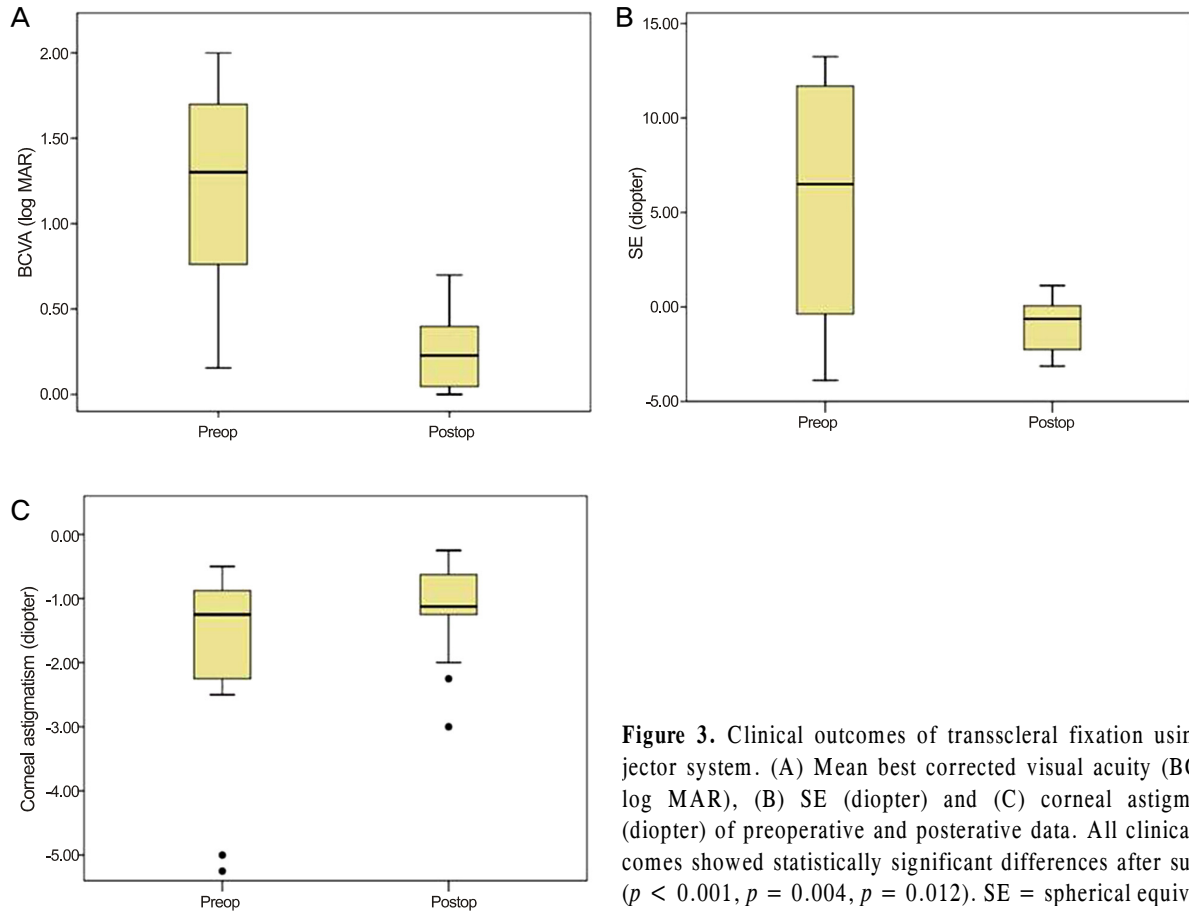 A
2.00
1.50
1.00
0.50
0.00
BCVA (log MAR)
Preop
Postop
B
15.00
10.00
5.00
0.00
-5.00
SE (diopter)
Preop
Postop
C
0.00
-1.00
-2.00
-3.00
-4.00
-5.00
Corneal astigmatism (diopter)
Preop
Postop
Figure 3. Clinical outcomes of transscleral fixation usin
jector system. (A) Mean best corrected visual acuity (BC
log MAR), (B) SE (diopter) and (C) corneal astigm
(diopter) of preoperative and posterative data. All clinical
comes showed statistically significant differences after su
(p < 0.001, p = 0.004, p = 0.012). SE = spherical equiv